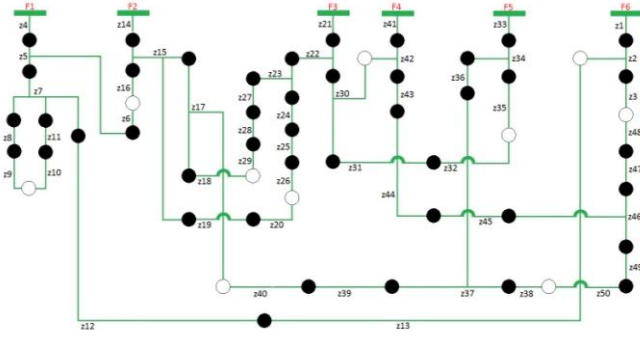 F1 F2 F3 F4 F5 F6
z4 z14 z21 z41 z33 z1
z5 z15 z22 z42 z34 z2
z23
z7 z16 z27 z30 z36 z3
z17 z24 z43 z35
z8 z11 z6 z28 z48
z25
z29 z31 z32 z47
z9 z10 z18 z26
z44
z19 z20 z45 z46
z49
z40 z39 z37 z38 z50
z12 z13